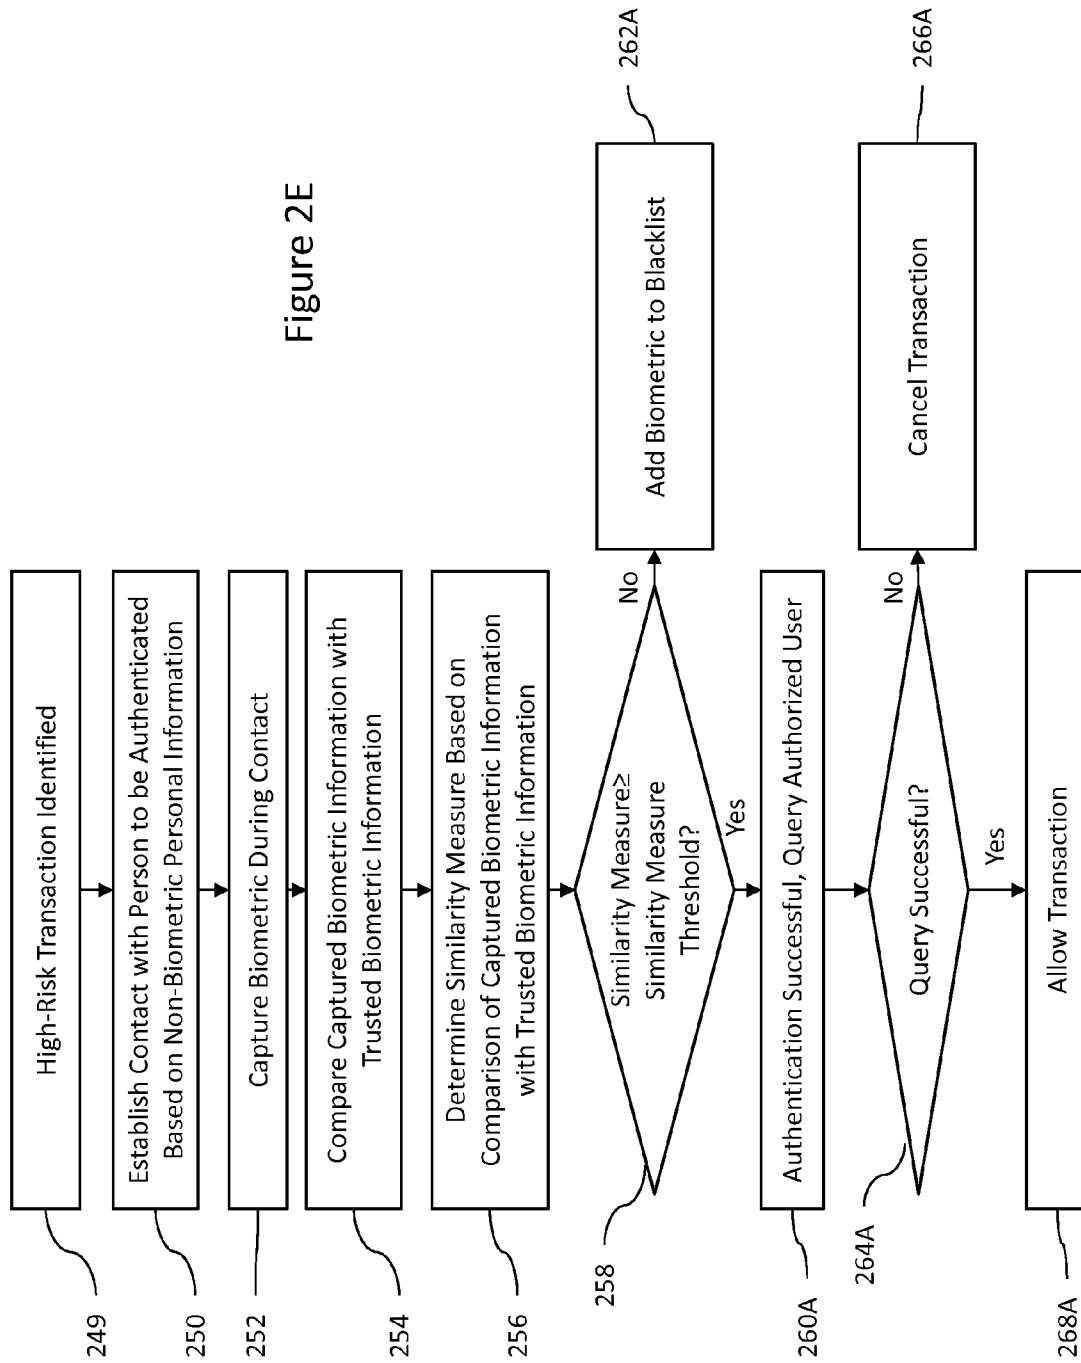 Figure 2E
249
High-Risk Transaction Identified
250
Establish Contact with Person to be Authenticated
Based on Non-Biometric Personal Information
252
Capture Biometric During Contact
254
Compare Captured Biometric Information with
Trusted Biometric Information
256
Determine Similarity Measure Based on
Comparison of Captured Biometric Information
with Trusted Biometric Information
258
Similarity Measure≥
Similarity Measure
Threshold?
No
Add Biometric to Blacklist
262A
Yes
260A
Authentication Successful, Query Authorized User
264A
Query Successful?
No
Cancel Transaction
266A
Yes
268A
Allow Transaction